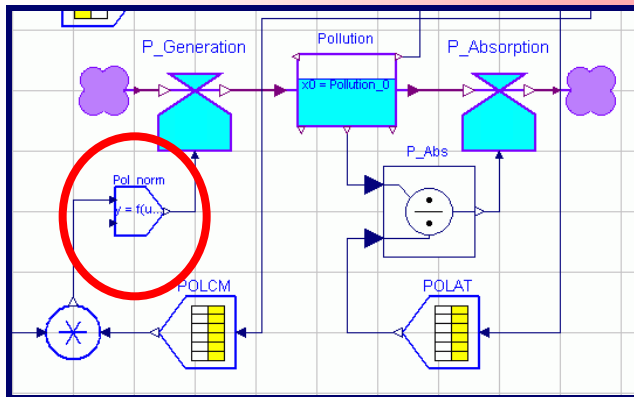 P_Generation
Pollution
P_Absorption
x0 = Pollution_0
P_Abs
Pol_norm
y = f(u...
POLCM
POLAT